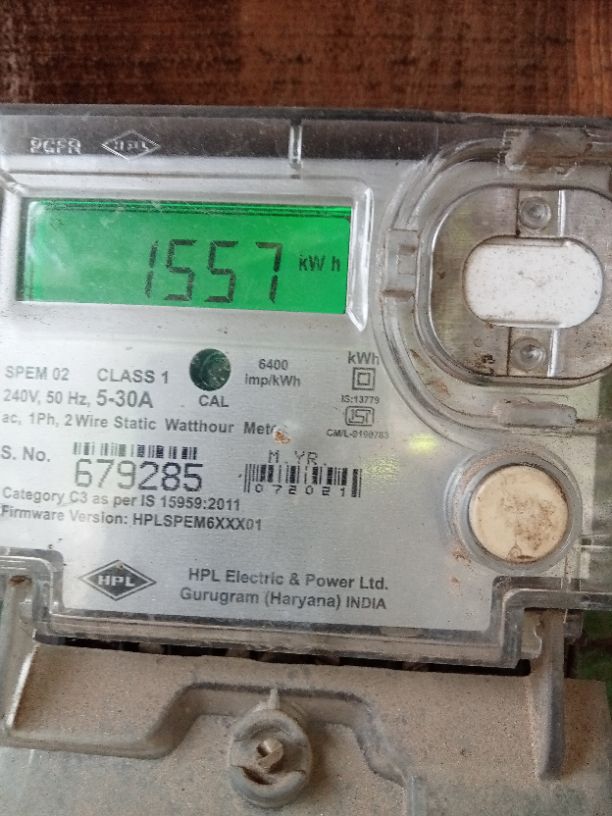 HPL
1557 kWh
SPEM 02 CLASS 1
240V, 50 Hz, 5-30A
CAL
6400
imp/kWh
kWh
IS:13779
ISI
ac, 1Ph, 2 Wire Static Watthour Meter
S. No. 679285
M.YR.
072021
Category C3 as per IS 15959:2011
Firmware Version: HPLSPEM6XXX01
HPL
HPL Electric & Power Ltd.
Gurugram (Haryana) INDIA